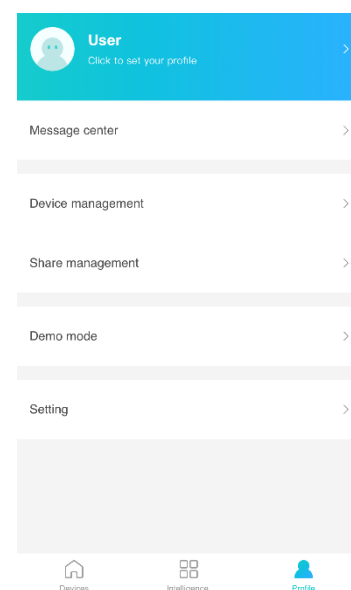 User
Click to set your profile
Message center
Device management
Share management
Demo mode
Setting
Devices
Intelligence
Profile